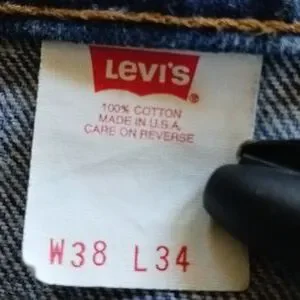 LEVI'S
®
100% COTTON
MADE IN U.S.A.
CARE ON REVERSE
W38 L34